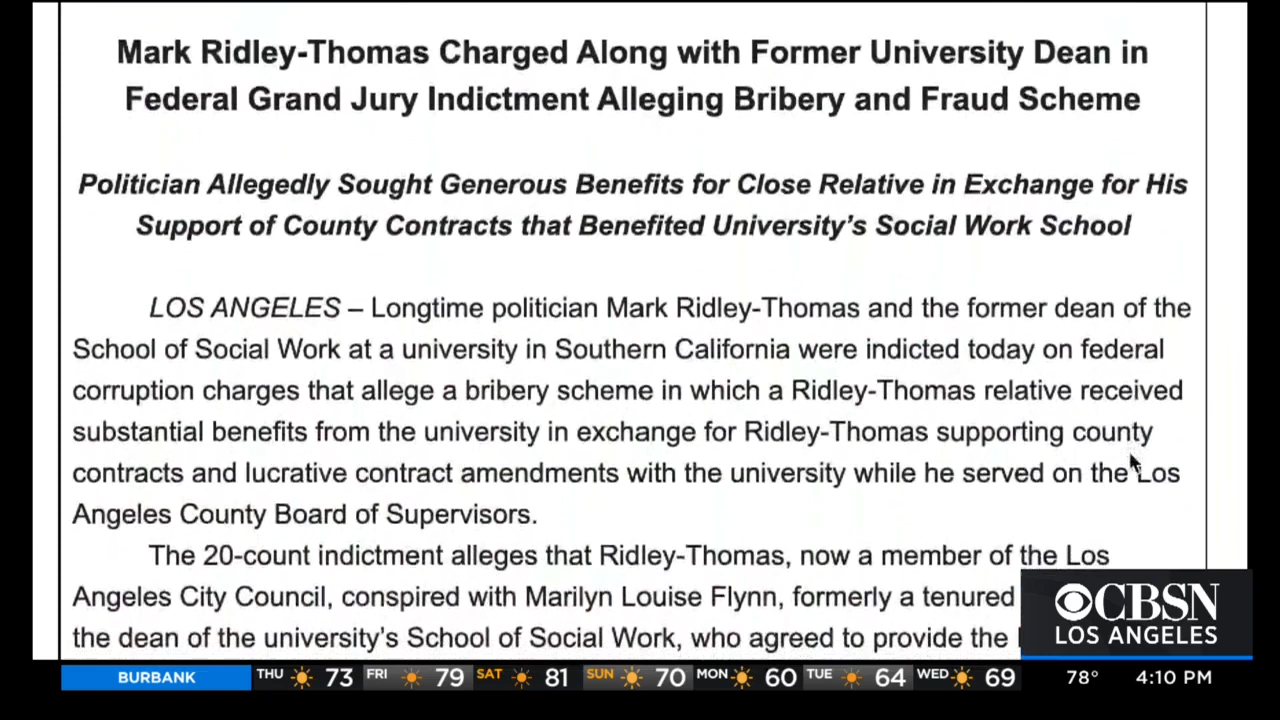 Mark Ridley-Thomas Charged Along with Former University Dean in
Federal Grand Jury Indictment Alleging Bribery and Fraud Scheme
Politician Allegedly Sought Generous Benefits for Close Relative in Exchange for His
Support of County Contracts that Benefited University's Social Work School
LOS ANGELES – Longtime politician Mark Ridley-Thomas and the former dean of the
School of Social Work at a university in Southern California were indicted today on federal
corruption charges that allege a bribery scheme in which a Ridley-Thomas relative received
substantial benefits from the university in exchange for Ridley-Thomas supporting county
contracts and lucrative contract amendments with the university while he served on the Los
Angeles County Board of Supervisors.
The 20-count indictment alleges that Ridley-Thomas, now a member of the Los
Angeles City Council, conspired with Marilyn Louise Flynn, formerly a tenured
the dean of the university's School of Social Work, who agreed to provide the
CBSN
LOS ANGELES
BURBANK THU 73 FRI 79 SAT 81 SUN 70 MON 60 TUE 64 WED 69 78° 4:10 PM